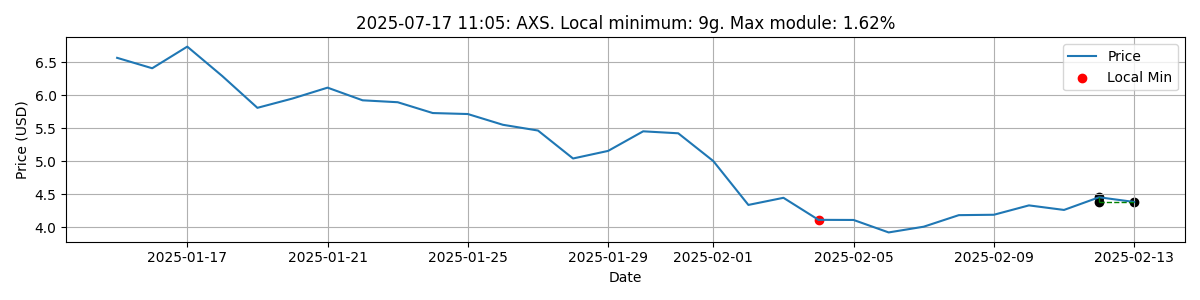 2025-07-17 11:05: AXS. Local minimum: 9g. Max module: 1.62%
Price (USD)
6.5
6.0
5.5
5.0
4.5
4.0
Price
Local Min
2025-01-17 2025-01-21 2025-01-25 2025-01-29 2025-02-01 2025-02-05 2025-02-09 2025-02-13
Date